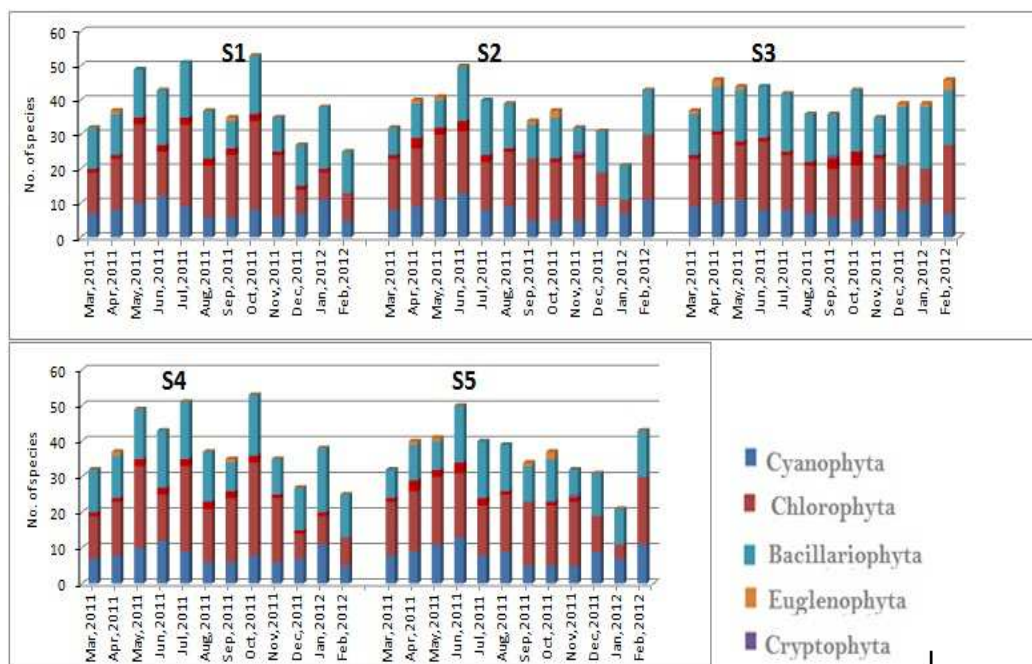 S1 S2 S3
No. of species
60
50
40
30
20
10
0
Mar,2011 Apr,2011 May,2011 Jun,2011 Jul,2011 Aug,2011 Sep,2011 Oct,2011 Nov,2011 Dec,2011 Jan,2012 Feb,2012 Mar,2011 Apr,2011 May,2011 Jun,2011 Jul,2011 Aug,2011 Sep,2011 Oct,2011 Nov,2011 Dec,2011 Jan,2012 Feb,2012 Mar,2011 Apr,2011 May,2011 Jun,2011 Jul,2011 Aug,2011 Sep,2011 Oct,2011 Nov,2011 Dec,2011 Jan,2012 Feb,2012
S4 S5
No. of species
60
50
40
30
20
10
0
Mar,2011 Apr,2011 May,2011 Jun,2011 Jul,2011 Aug,2011 Sep,2011 Oct,2011 Nov,2011 Dec,2011 Jan,2012 Feb,2012 Mar,2011 Apr,2011 May,2011 Jun,2011 Jul,2011 Aug,2011 Sep,2011 Oct,2011 Nov,2011 Dec,2011 Jan,2012 Feb,2012
Cyanophyta
Chlorophyta
Bacillariophyta
Euglenophyta
Cryptophyta